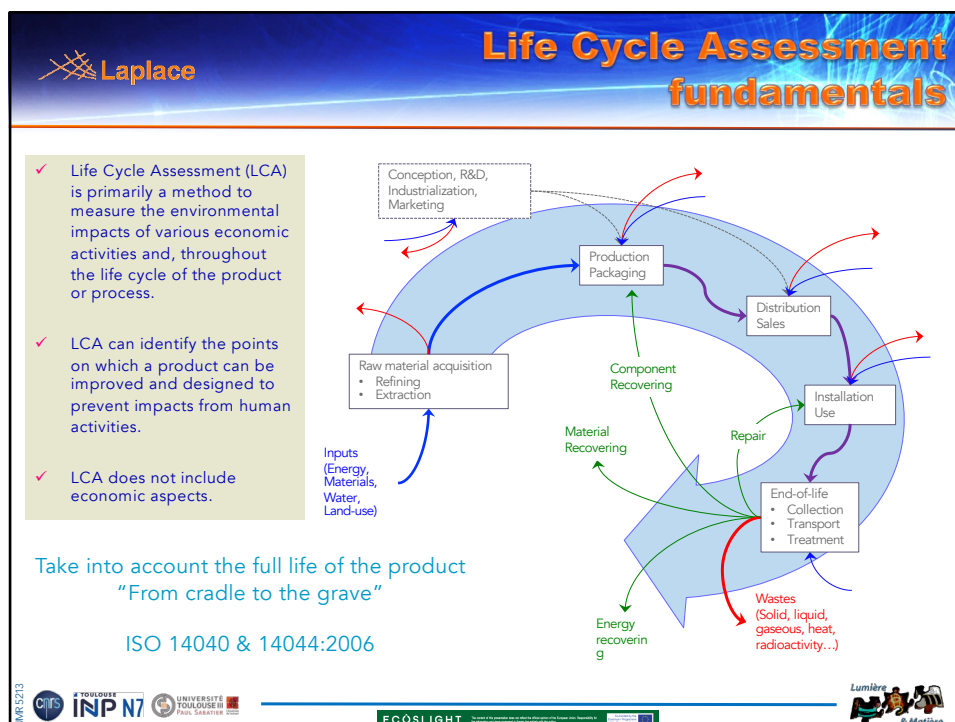 Life Cycle Assessment
fundamentals
Laplace
✓ Life Cycle Assessment (LCA)
is primarily a method to
measure the environmental
impacts of various economic
activities and, throughout
the life cycle of the product
or process.
✓ LCA can identify the points
on which a product can be
improved and designed to
prevent impacts from human
activities.
✓ LCA does not include
economic aspects.
Conception, R&D,
Industrialization,
Marketing
Production
Packaging
Distribution
Sales
Raw material acquisition
• Refining
• Extraction
Component
Recovering
Installation
Use
Material
Recovering
Repair
Inputs
(Energy,
Materials,
Water,
Land-use)
End-of-life
• Collection
• Transport
• Treatment
Energy
recoverin
g
Wastes
(Solid, liquid,
gaseous, heat,
radioactivity…)
Take into account the full life of the product
“From cradle to the grave”
ISO 14040 & 14044:2006
UMR 5213
cnrs
TOULOUSE
INP N7
UNIVERSITÉ
TOULOUSE III
PAUL SABATIER
ECOSLIGHT
Lumière
& Matière